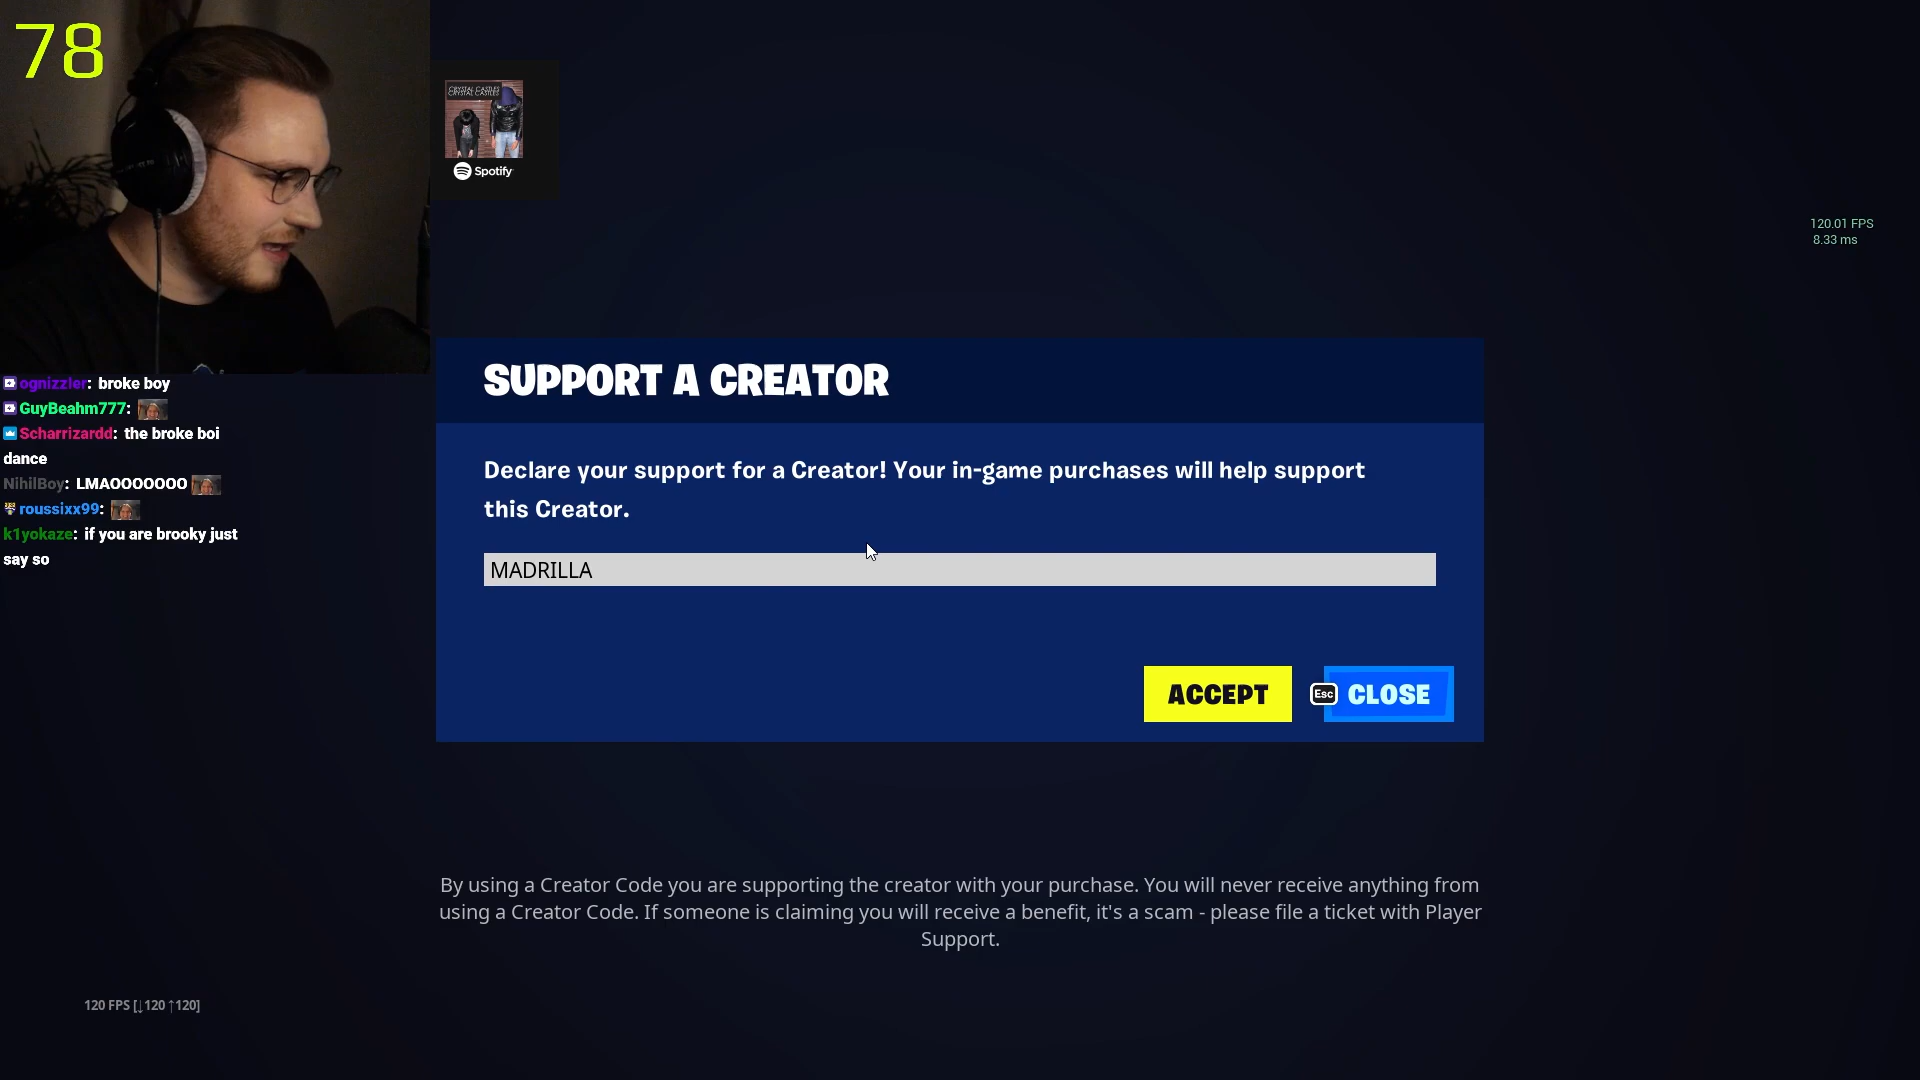 78
CRYSTAL CASTLES
CRYSTAL CASTLES
Spotify
120.01 FPS
8.33 ms
ognizzler: broke boy
GuyBeahm777:
Scharrizardd: the broke boi
dance
NihilBoy: LMAOOOOOOO
roussixx99:
k1yokaze: if you are brooky just
say so
SUPPORT A CREATOR
Declare your support for a Creator! Your in-game purchases will help support
this Creator.
MADRILLA
ACCEPT
Esc CLOSE
By using a Creator Code you are supporting the creator with your purchase. You will never receive anything from
using a Creator Code. If someone is claiming you will receive a benefit, it's a scam - please file a ticket with Player
Support.
120 FPS [↓120 ↑120]